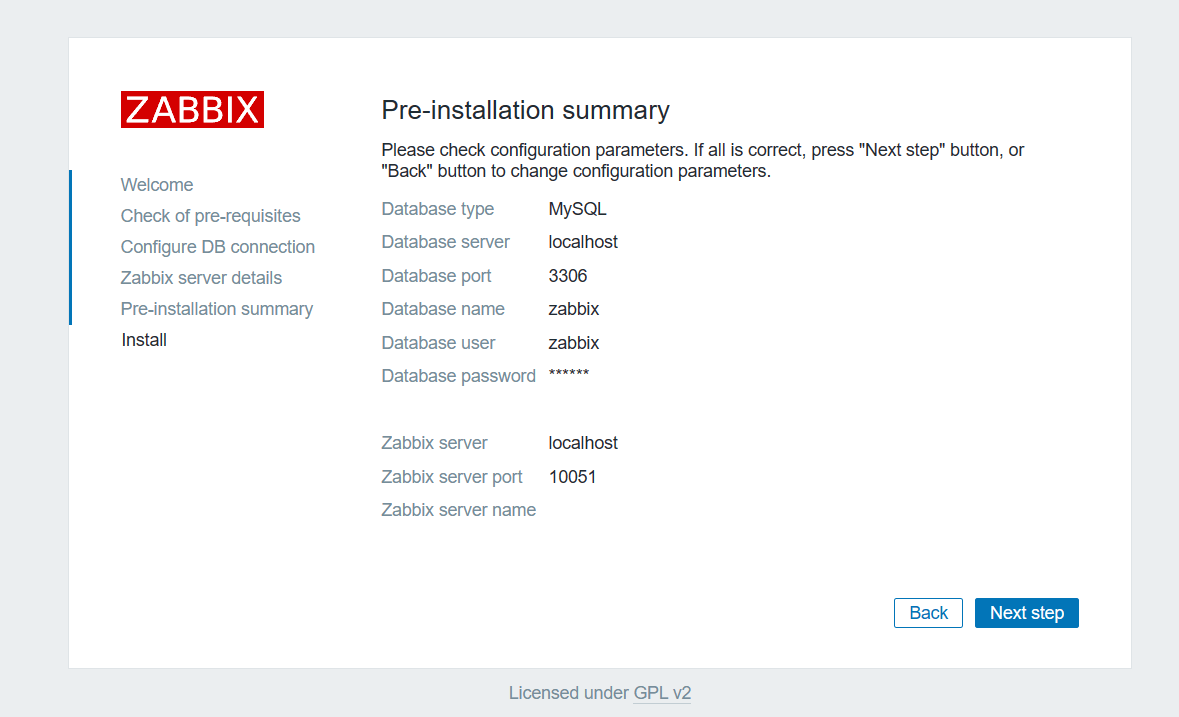 ZABBIX
Welcome
Check of pre-requisites
Configure DB connection
Zabbix server details
Pre-installation summary
Install
Pre-installation summary
Please check configuration parameters. If all is correct, press "Next step" button, or
"Back" button to change configuration parameters.
Database type MySQL
Database server localhost
Database port 3306
Database name zabbix
Database user zabbix
Database password ******
Zabbix server localhost
Zabbix server port 10051
Zabbix server name
Back Next step
Licensed under GPL v2